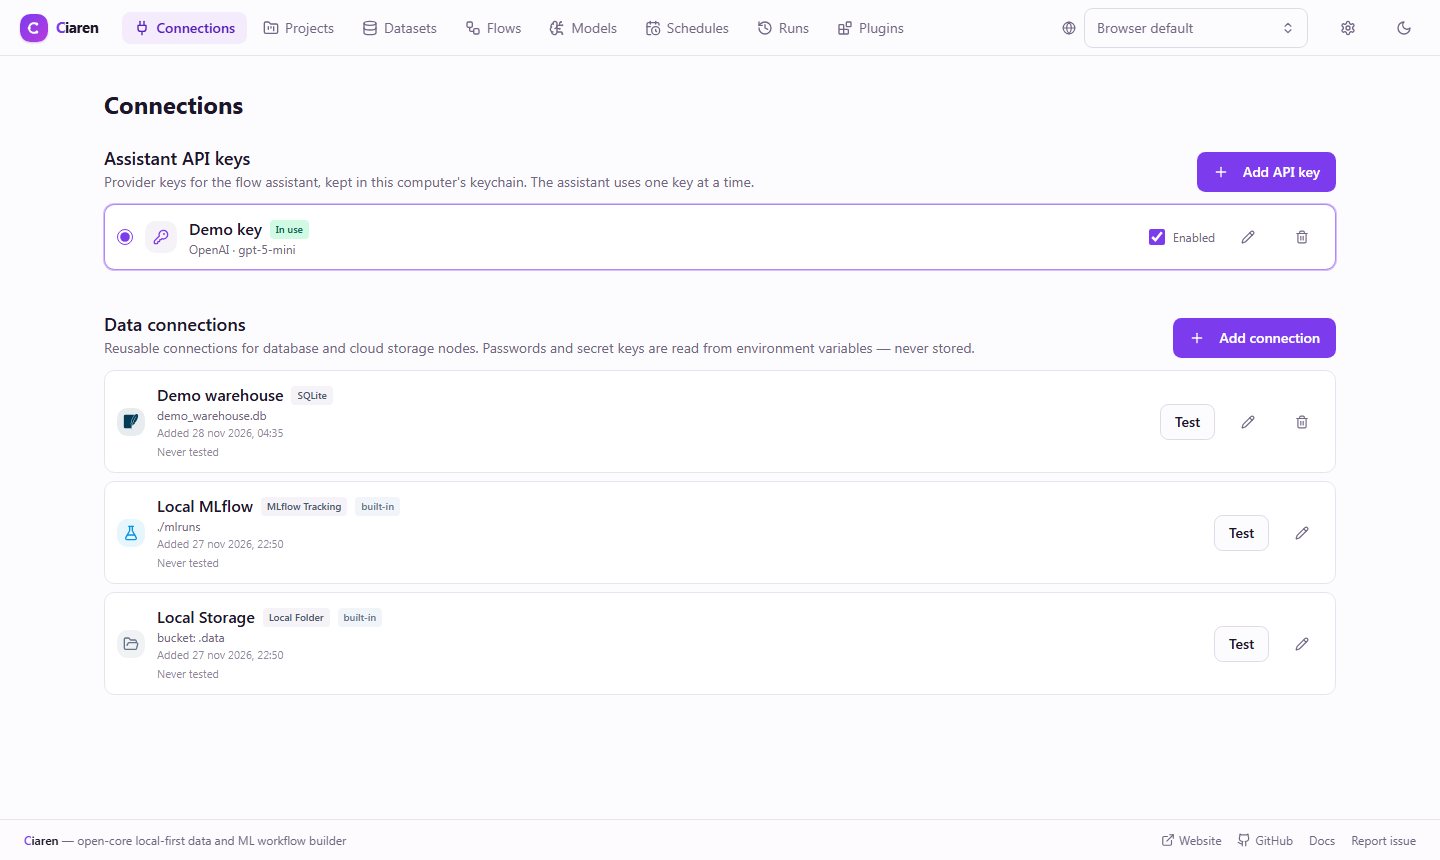 C Ciaren
Connections
Projects
Datasets
Flows
Models
Schedules
Runs
Plugins
Browser default
Connections
Assistant API keys
Provider keys for the flow assistant, kept in this computer's keychain. The assistant uses one key at a time.
Add API key
Demo key In use
OpenAI · gpt-5-mini
Enabled
Data connections
Reusable connections for database and cloud storage nodes. Passwords and secret keys are read from environment variables — never stored.
Add connection
Demo warehouse SQLite
demo_warehouse.db
Added 28 nov 2026, 04:35
Never tested
Test
Local MLflow MLflow Tracking built-in
./mlruns
Added 27 nov 2026, 22:50
Never tested
Test
Local Storage Local Folder built-in
bucket: .data
Added 27 nov 2026, 22:50
Never tested
Test
Ciaren — open-core local-first data and ML workflow builder
Website
GitHub
Docs
Report issue